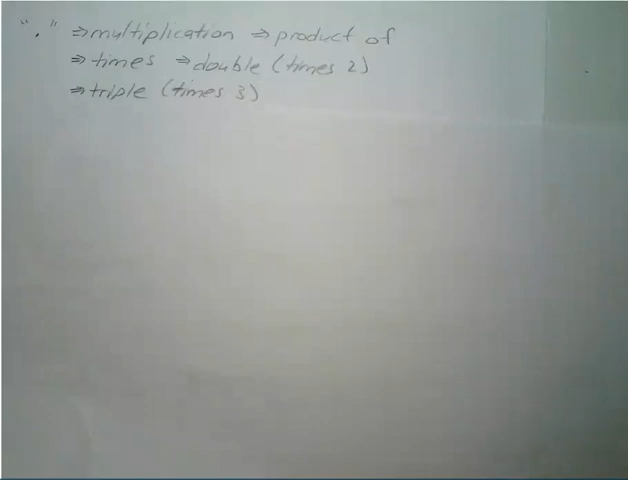 "." ⇒ multiplication ⇒ product of
⇒ times ⇒ double (times 2)
⇒ triple (times 3)